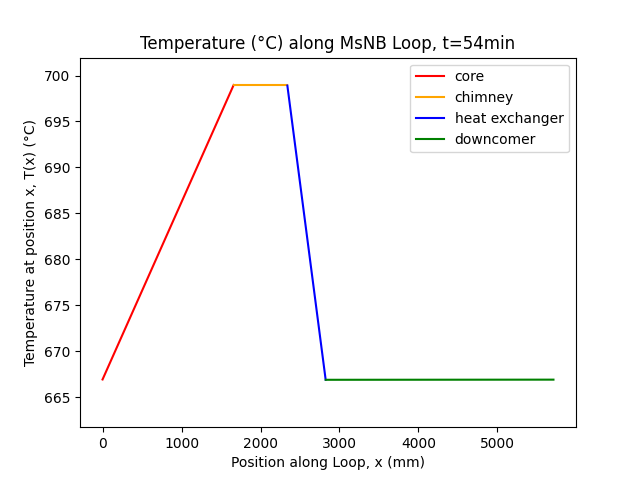 Temperature (°C) along MsNB Loop, t=54min
Temperature at position x, T(x) (°C)
700
695
690
685
680
675
670
665
core
chimney
heat exchanger
downcomer
0
1000
2000
3000
4000
5000
Position along Loop, x (mm)